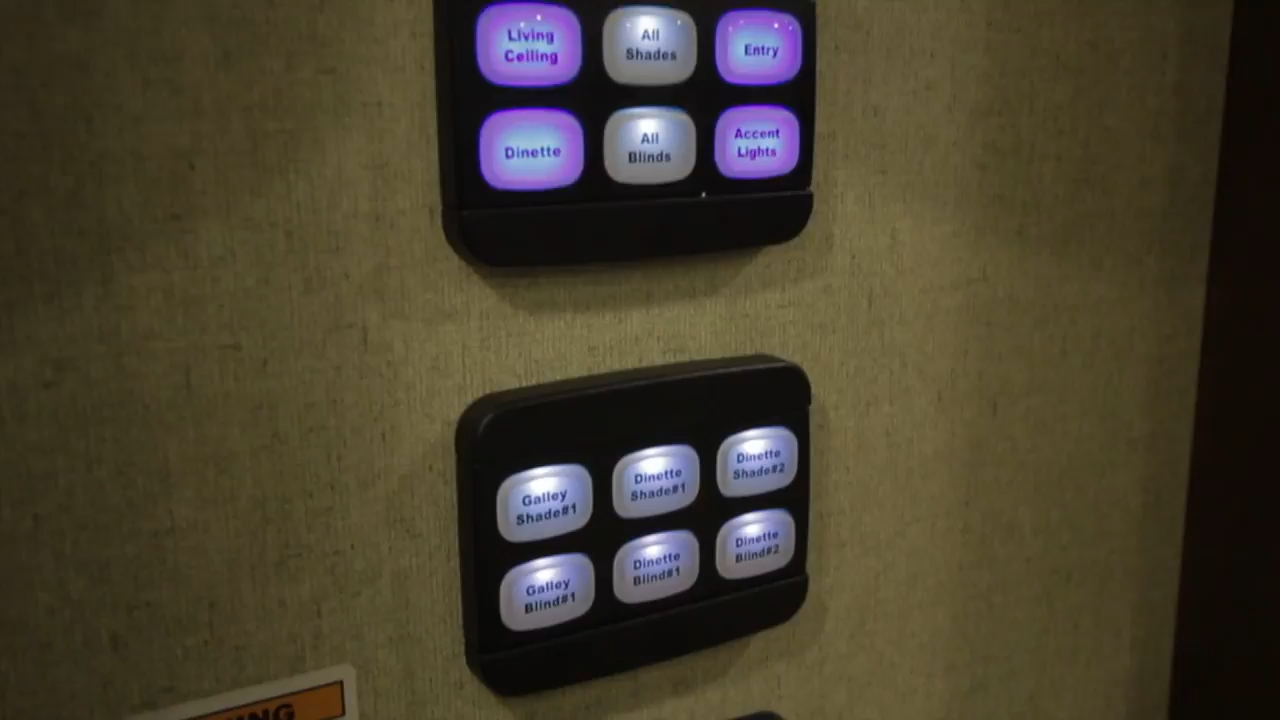 Living
Ceiling
All
Shades
Entry
Dinette
All
Blinds
Accent
Lights
Galley
Shade#1
Dinette
Shade#1
Dinette
Shade#2
Galley
Blind#1
Dinette
Blind#1
Dinette
Blind#2